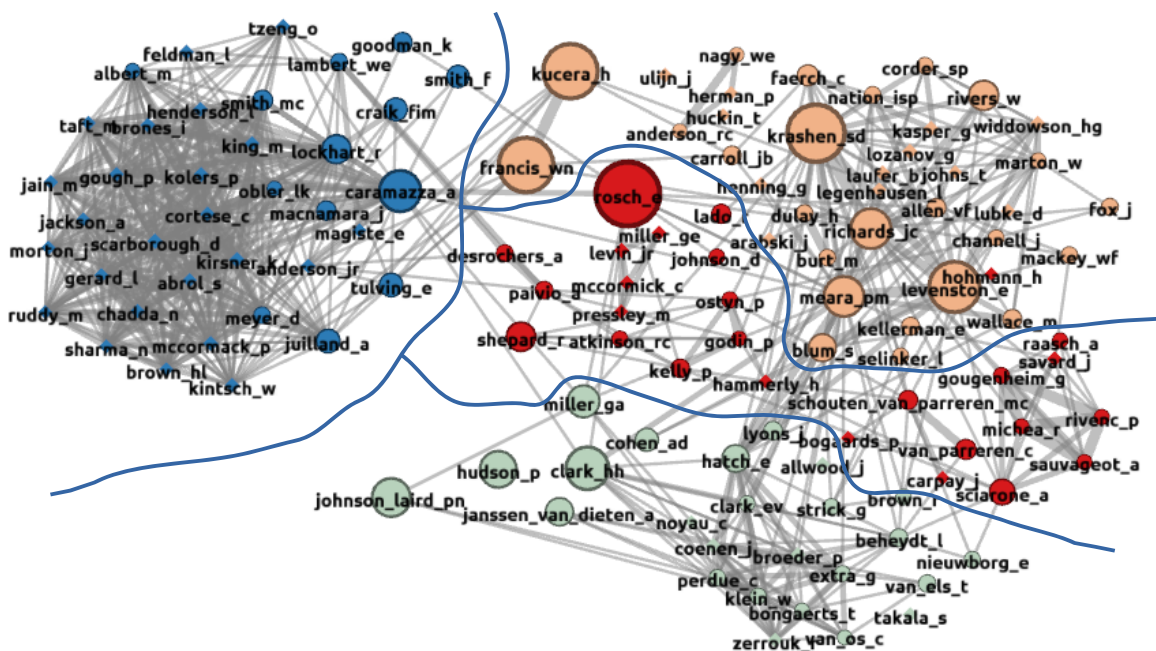 tzeng_o
goodman_k
feldman_l
lambert_we
albert_m
smith_f
smith_mc
craik_fim
taft_m
brones_i
king_m
lockhart_r
jain_m
gough_p
kolers_p
obler_lk
caramazza_a
jackson_a
cortese_c
macnamara_j
magiste_e
morton_j
scarborough_d
kirsner_k
anderson_jr
gerard_l
abrol_s
tulving_e
ruddy_m
chadda_n
meyer_d
juilland_a
sharma_n
mccormack_p
brown_hl
kintsch_w
kucera_h
francis_wn
nagy_we
ulijn_j
herman_p
huckin_t
anderson_rc
carroll_jb
henning_g
faerch_c
corder_sp
nation_isp
rivers_w
krashen_sd
kasper_g
widdowson_hg
lozanov_g
marton_w
laufer_b
johns_t
legenhausen_l
allen_vf
lubke_d
fox_j
dulay_h
richards_jc
channell_j
arabski_j
burt_m
mackey_wf
hohmann_h
meara_pm
levenston_e
kellerman_e
wallace_m
blum_s
selinker_l
rosch_e
lado_r
miller_ge
desrochers_a
levin_jr
johnson_d
mccormick_c
paivio_a
ostyn_p
pressley_m
shepard_r
atkinson_rc
godin_p
kelly_p
hammerly_h
raasch_a
savard_j
gougenheim_g
schouten_van_parreren_mc
rivenc_p
michea_r
bogaards_p
van_parreren_c
sauvageot_a
carpay_j
sciarone_a
miller_ga
lyons_j
cohen_ad
hatch_e
allwood_j
hudson_p
clark_hh
johnson_laird_pn
clark_ev
strick_g
brown_r
janssen_van_dieten_a
noyau_c
beheydt_l
coenen_j
broeder_p
nieuwborg_e
perdue_c
extra_g
van_els_t
klein_w
bongaerts_t
takala_s
van_os_c